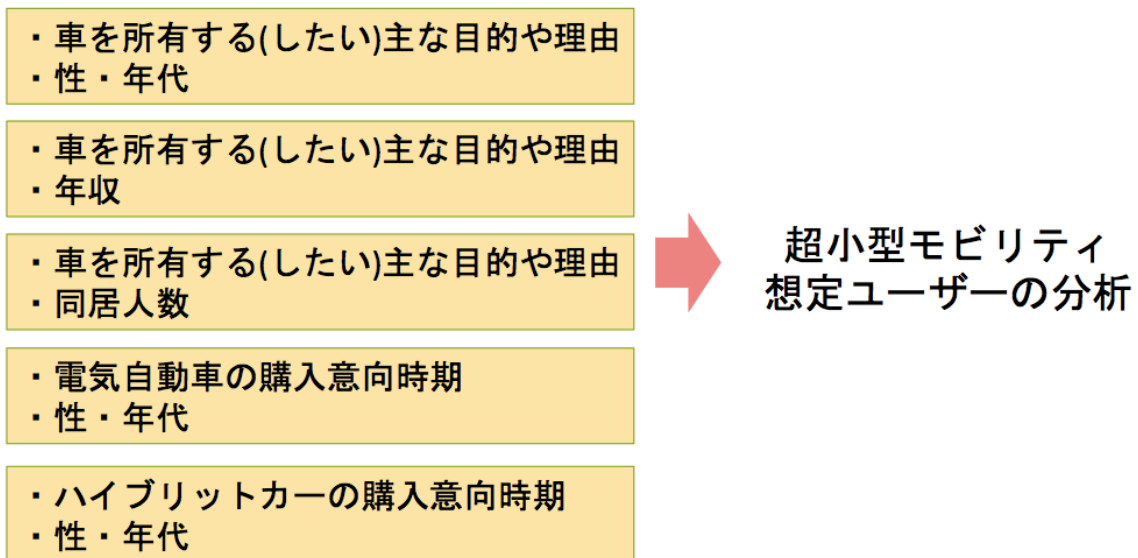 ・車を所有する(したい)主な目的や理由
・性・年代
・車を所有する(したい)主な目的や理由
・年収
・車を所有する(したい)主な目的や理由
・同居人数
・電気自動車の購入意向時期
・性・年代
・ハイブリットカーの購入意向時期
・性・年代
超小型モビリティ
想定ユーザーの分析